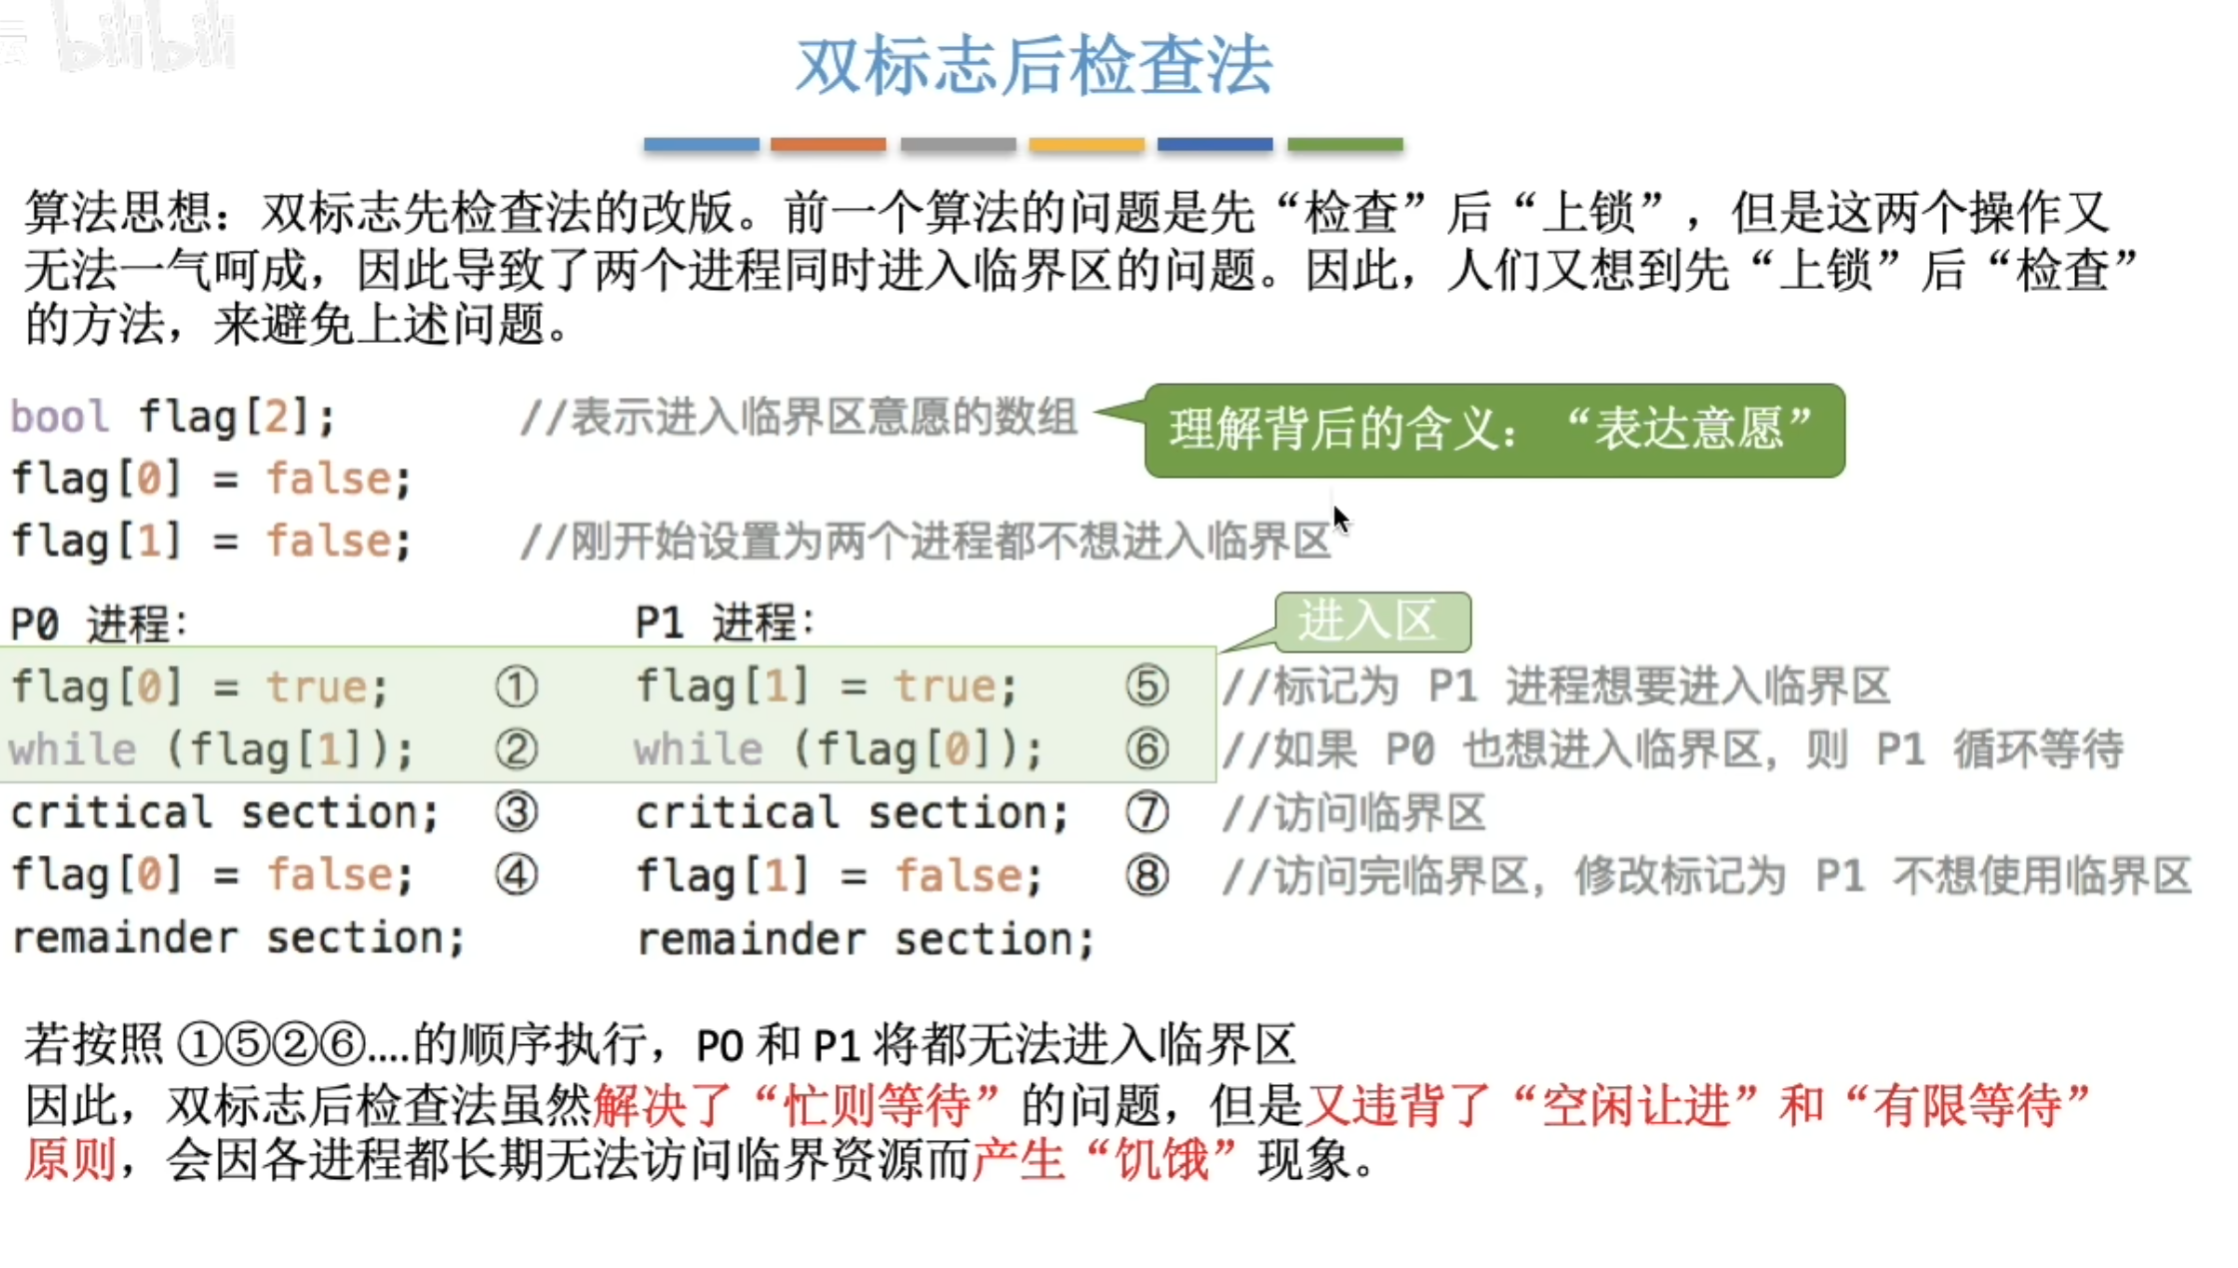 云 bilibili
双标志后检查法
算法思想：双标志先检查法的改版。前一个算法的问题是先“检查”后“上锁”，但是这两个操作又
无法一气呵成，因此导致了两个进程同时进入临界区的问题。因此，人们又想到先“上锁”后“检查”
的方法，来避免上述问题。
bool flag[2]; //表示进入临界区意愿的数组
理解背后的含义：“表达意愿”
flag[0] = false;
flag[1] = false; //刚开始设置为两个进程都不想进入临界区
P0 进程： P1 进程：
进入区
flag[0] = true; ① flag[1] = true; ⑤ //标记为 P1 进程想要进入临界区
while (flag[1]); ② while (flag[0]); ⑥ //如果 P0 也想进入临界区，则 P1 循环等待
critical section; ③ critical section; ⑦ //访问临界区
flag[0] = false; ④ flag[1] = false; ⑧ //访问完临界区，修改标记为 P1 不想使用临界区
remainder section; remainder section;
若按照 ①⑤②⑥....的顺序执行，P0 和 P1 将都无法进入临界区
因此，双标志后检查法虽然解决了“忙则等待”的问题，但是又违背了“空闲让进”和“有限等待”
原则，会因各进程都长期无法访问临界资源而产生“饥饿”现象。